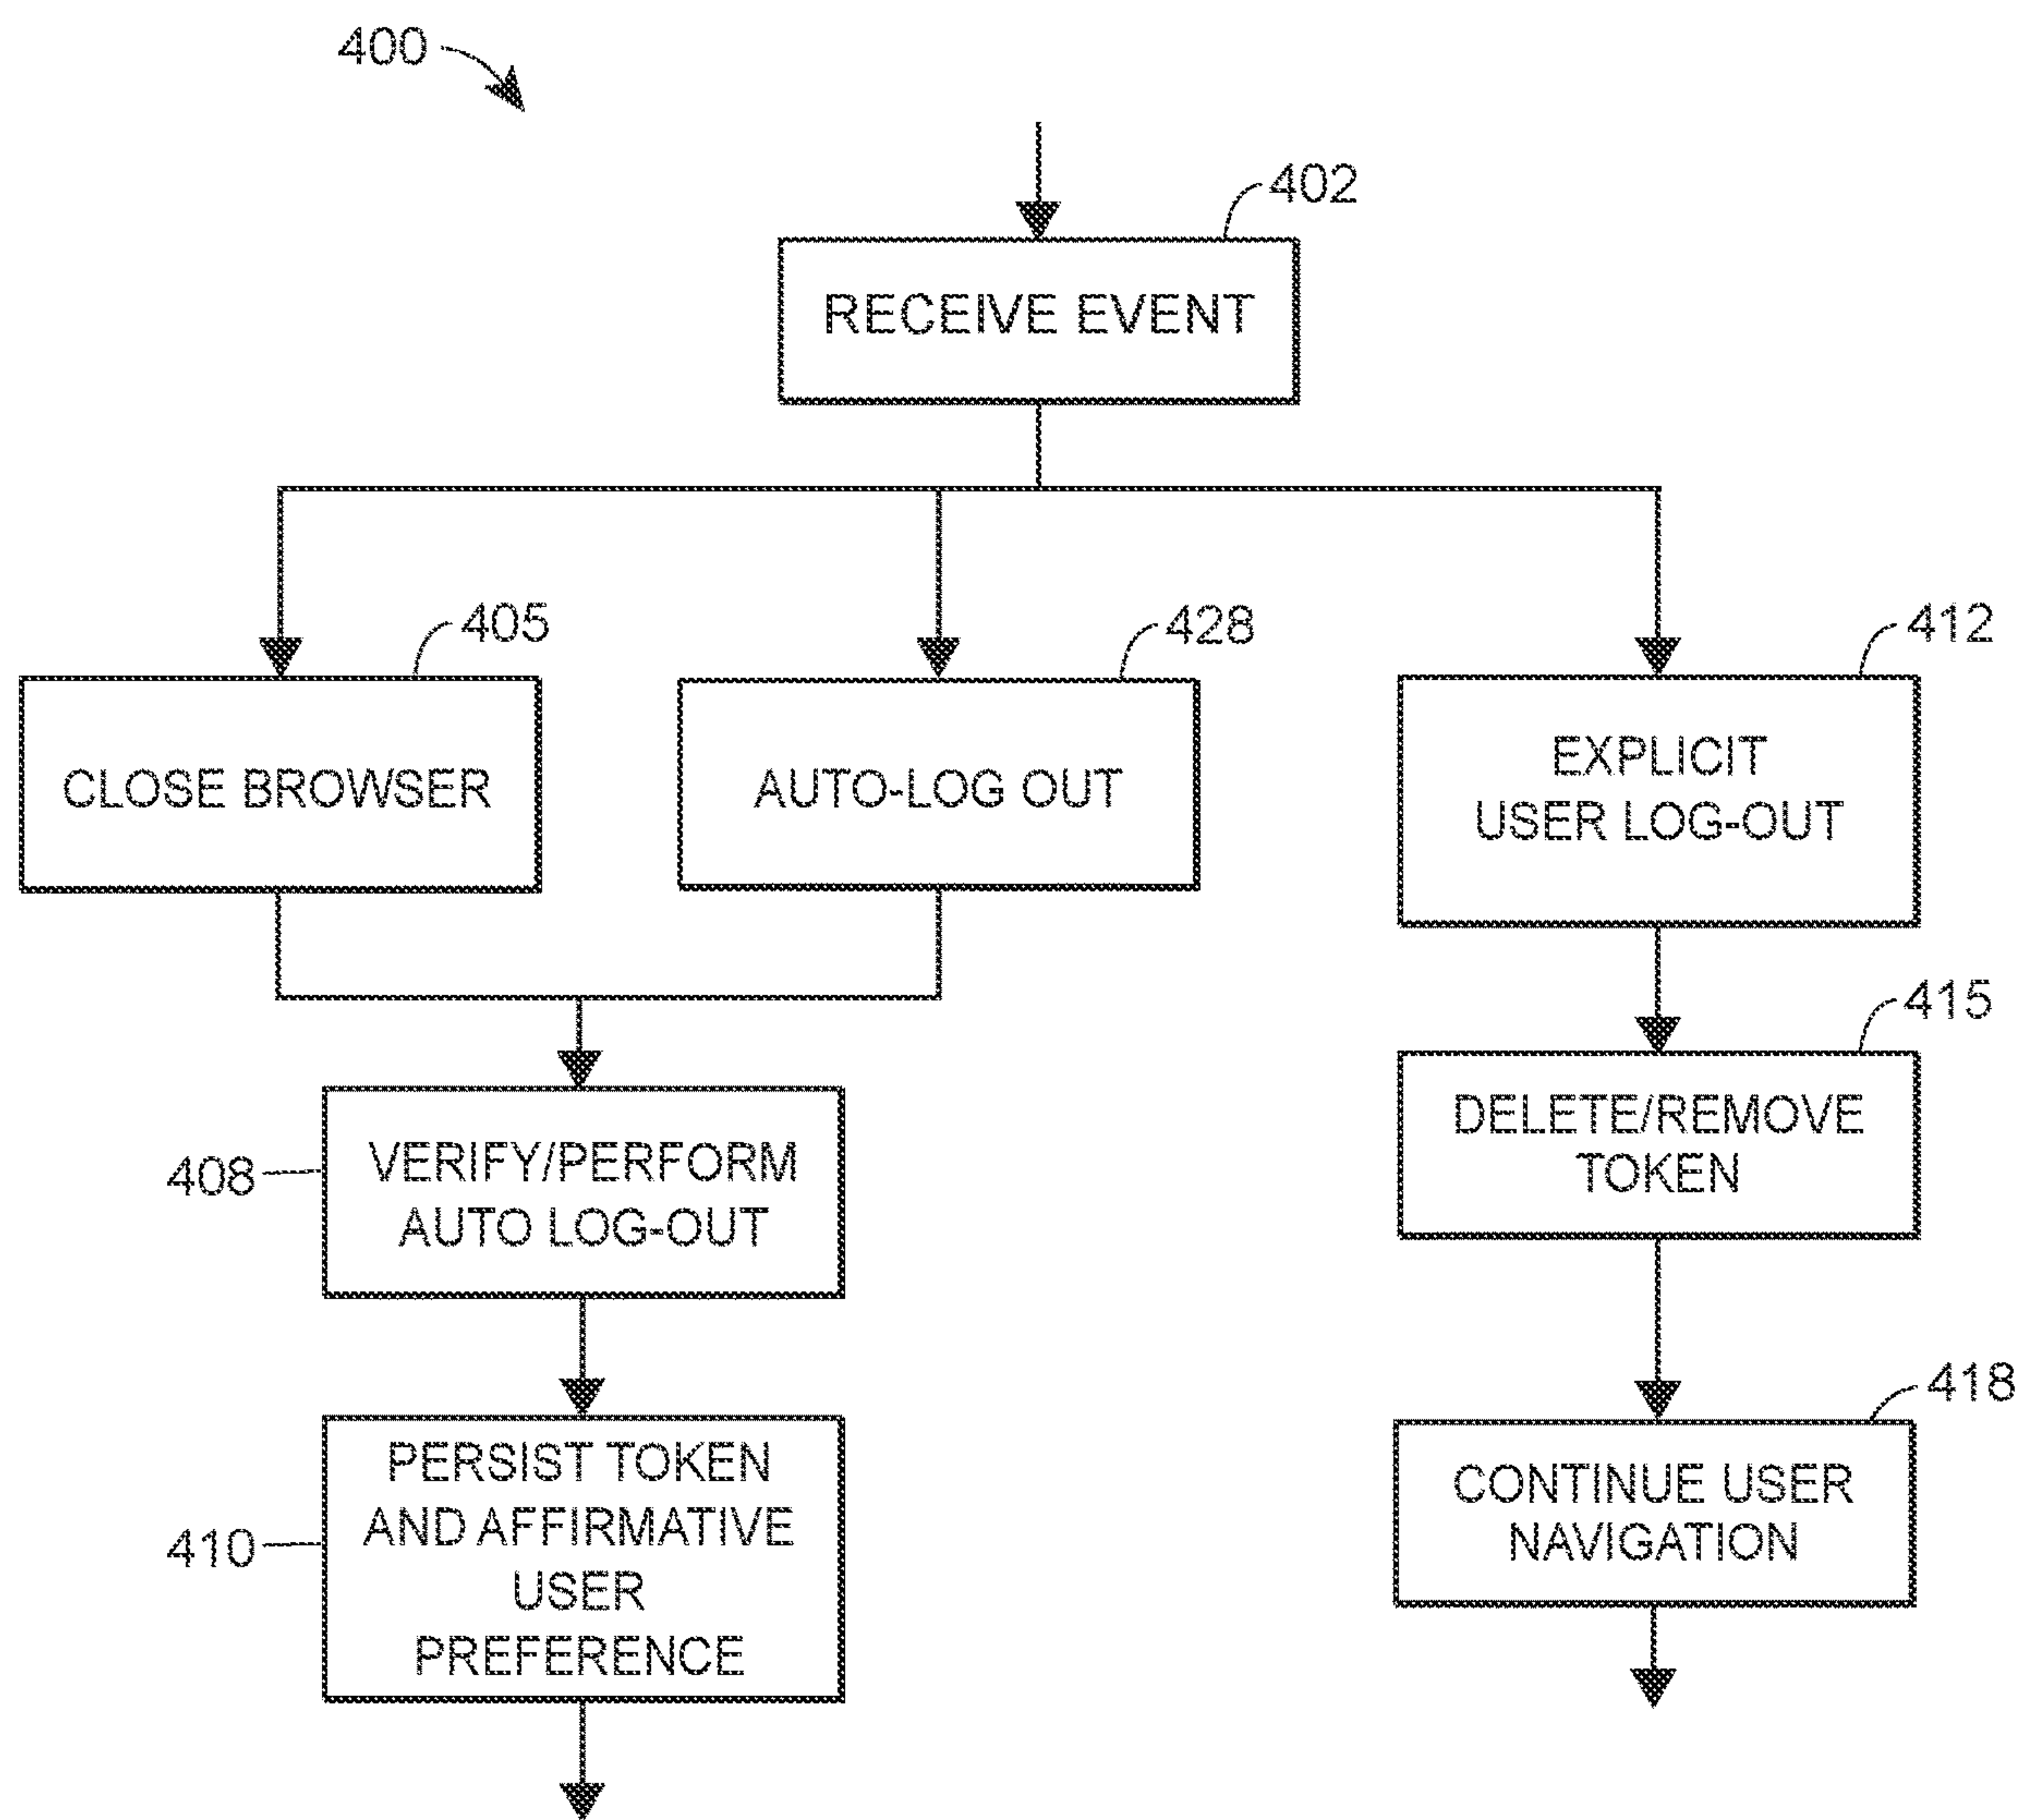 400
402
RECEIVE EVENT
405
428
412
CLOSE BROWSER
AUTO-LOG OUT
EXPLICIT
USER LOG-OUT
415
408
VERIFY/PERFORM
AUTO LOG-OUT
DELETE/REMOVE
TOKEN
418
410
PERSIST TOKEN
AND AFFIRMATIVE
USER
PREFERENCE
CONTINUE USER
NAVIGATION